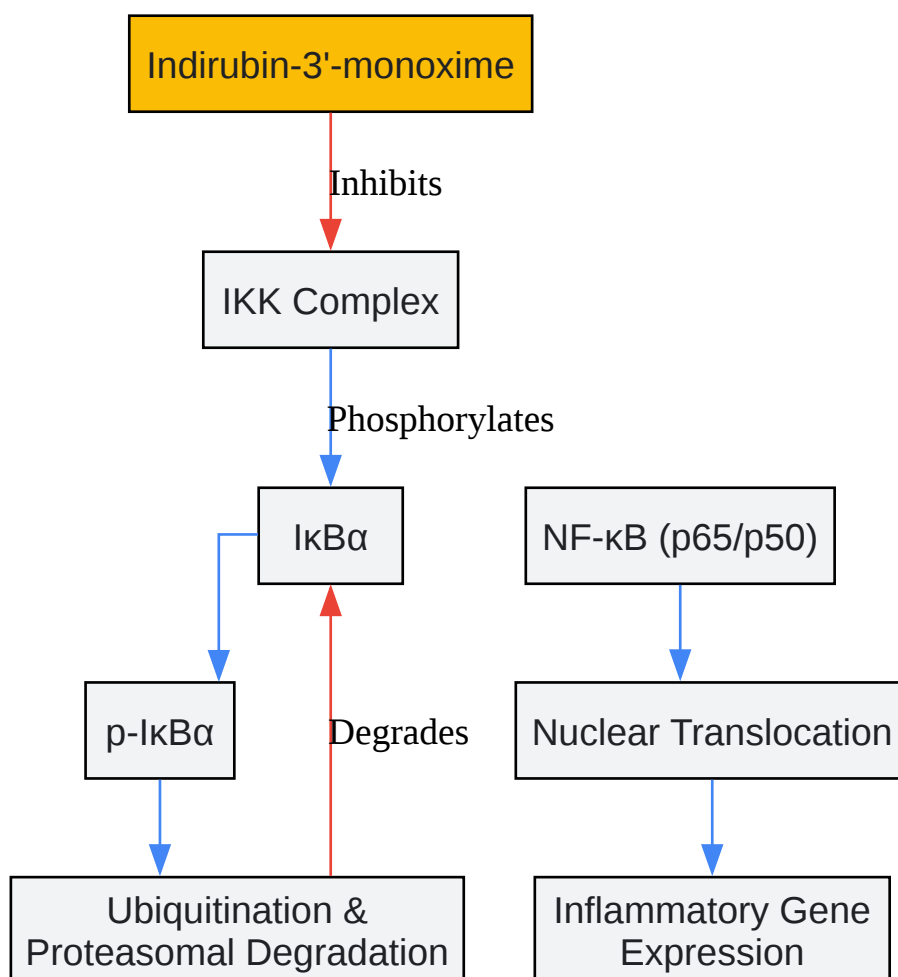 Indirubin-3'-monoxime
Inhibits
IKK Complex
Phosphorylates
IκBα
NF-κB (p65/p50)
p-IκBα
Degrades
Nuclear Translocation
Ubiquitination &
Proteasomal Degradation
Inflammatory Gene
Expression